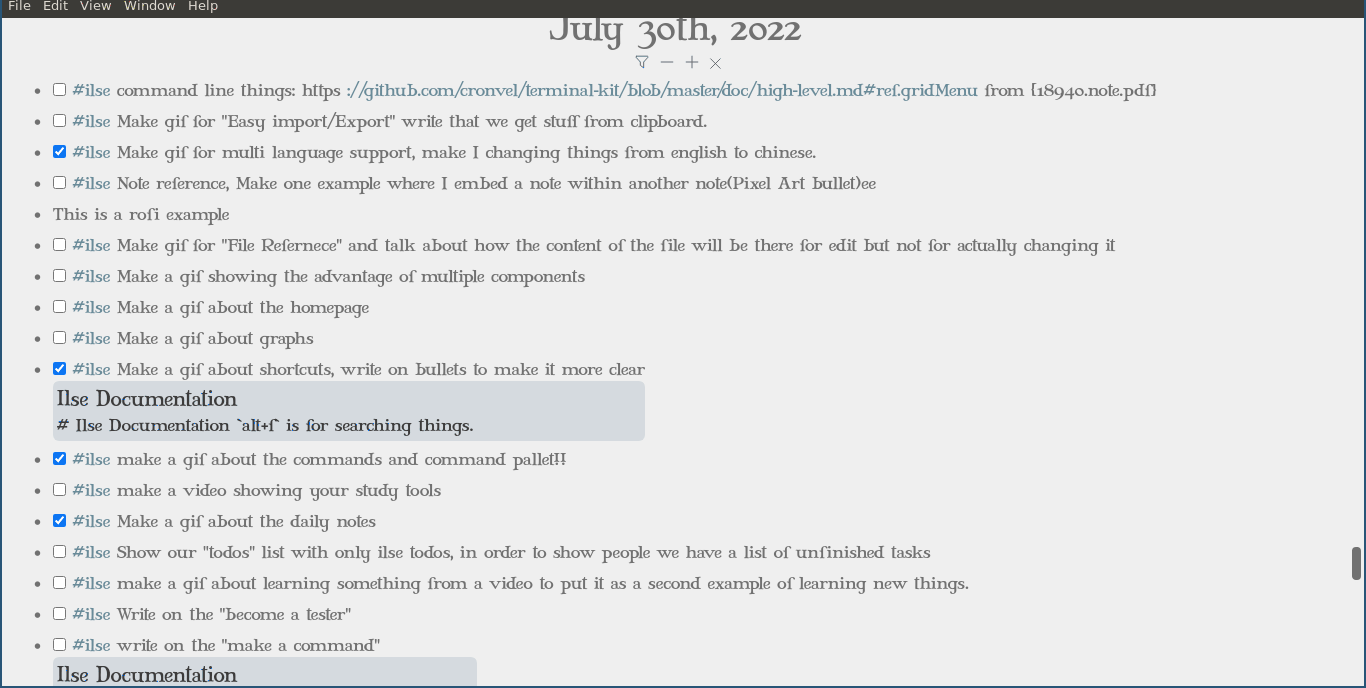 File Edit View Window Help
July 30th, 2022
#ilse command line things: https ://github.com/cronvel/terminal-kit/blob/master/doc/high-level.md#ref.gridMenu from [18940.note.pdf]
#ilse Make gif for "Easy import/Export" write that we get stuff from clipboard.
#ilse Make gif for multi language support, make I changing things from english to chinese.
#ilse Note reference, Make one example where I embed a note within another note(Pixel Art bullet)ee
This is a rofi example
#ilse Make gif for "File Refernece" and talk about how the content of the file will be there for edit but not for actually changing it
#ilse Make a gif showing the advantage of multiple components
#ilse Make a gif about the homepage
#ilse Make a gif about graphs
#ilse Make a gif about shortcuts, write on bullets to make it more clear
Ilse Documentation
# Ilse Documentation `alt+f` is for searching things.
#ilse make a gif about the commands and command pallet!!
#ilse make a video showing your study tools
#ilse Make a gif about the daily notes
#ilse Show our "todos" list with only ilse todos, in order to show people we have a list of unfinished tasks
#ilse make a gif about learning something from a video to put it as a second example of learning new things.
#ilse Write on the "become a tester"
#ilse write on the "make a command"
Ilse Documentation